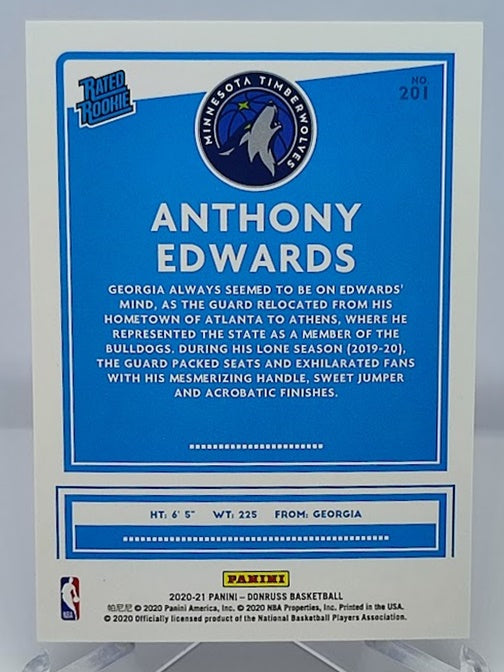 RATED
ROOKIE
MINNESOTA TIMBERWOLVES
NO.
201
ANTHONY
EDWARDS
GEORGIA ALWAYS SEEMED TO BE ON EDWARDS'
MIND, AS THE GUARD RELOCATED FROM HIS
HOMETOWN OF ATLANTA TO ATHENS, WHERE HE
REPRESENTED THE STATE AS A MEMBER OF THE
BULLDOGS. DURING HIS LONE SEASON (2019-20),
THE GUARD PACKED SEATS AND EXHILARATED FANS
WITH HIS MESMERIZING HANDLE, SWEET JUMPER
AND ACROBATIC FINISHES.
HT: 6' 5" WT: 225 FROM: GEORGIA
PANINI
2020-21 PANINI – DONRUSS BASKETBALL
帕尼尼 © 2020 Panini America, Inc. © 2020 NBA Properties, Inc. Printed in the USA.
© 2020 Officially licensed product of the National Basketball Players Association.
NBA